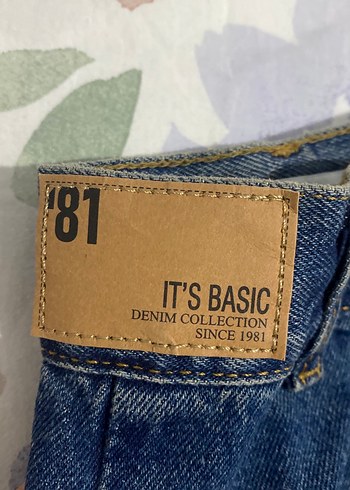 '81
IT'S BASIC
DENIM COLLECTION
SINCE 1981